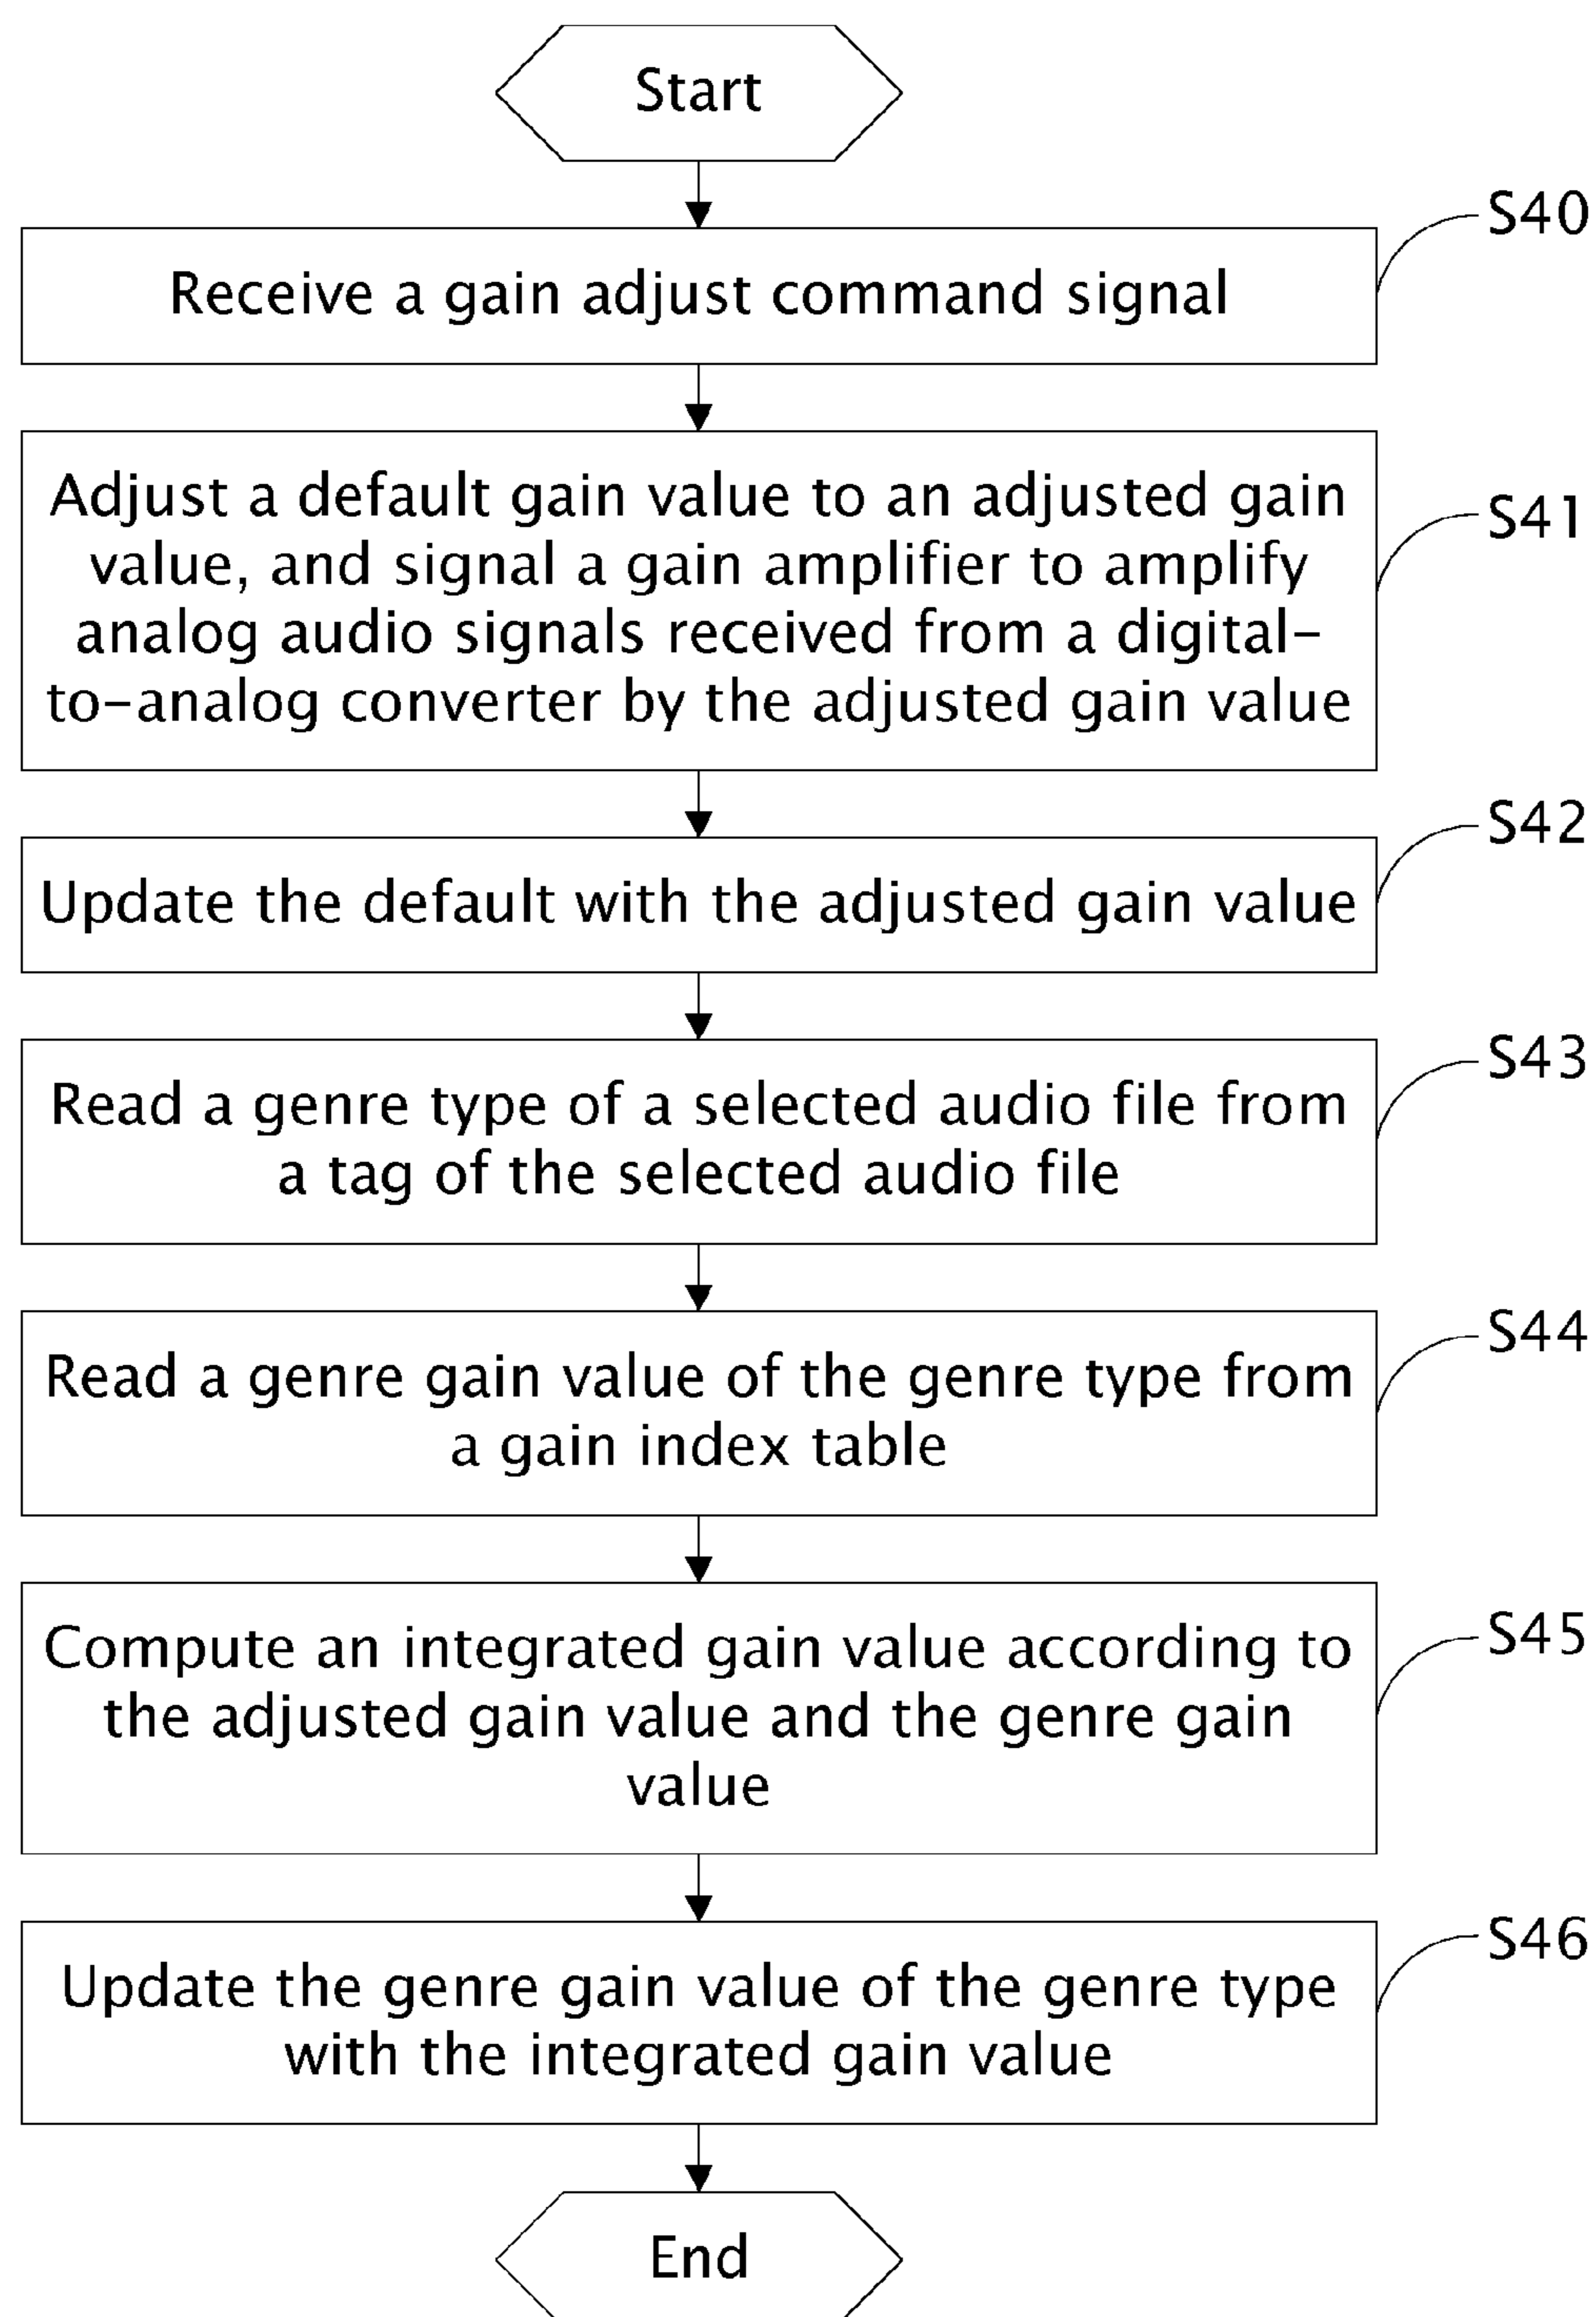 Start
S40
Receive a gain adjust command signal
Adjust a default gain value to an adjusted gain
value, and signal a gain amplifier to amplify
analog audio signals received from a digital-
to-analog converter by the adjusted gain value
S41
S42
Update the default with the adjusted gain value
S43
Read a genre type of a selected audio file from
a tag of the selected audio file
S44
Read a genre gain value of the genre type from
a gain index table
S45
Compute an integrated gain value according to
the adjusted gain value and the genre gain
value
S46
Update the genre gain value of the genre type
with the integrated gain value
End